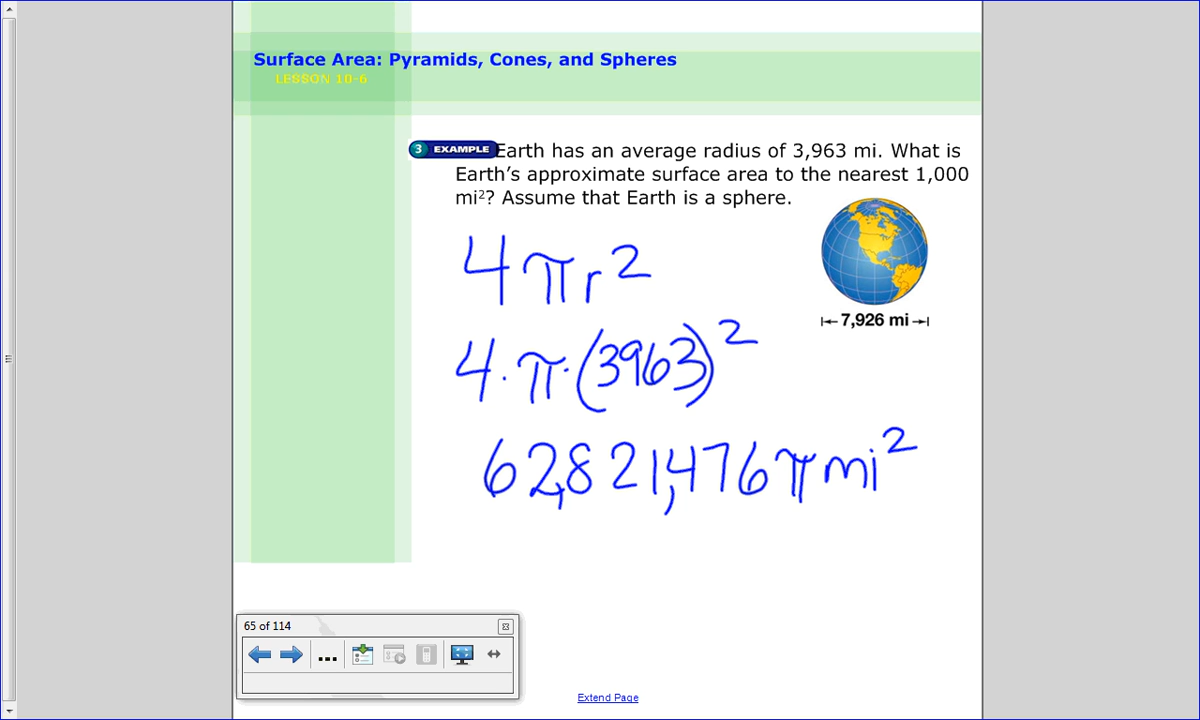 Surface Area: Pyramids, Cones, and Spheres
LESSON 10-6
3 EXAMPLE Earth has an average radius of 3,963 mi. What is
Earth's approximate surface area to the nearest 1,000
mi²? Assume that Earth is a sphere.
4πr²
7,926 mi
4·π·(3963)²
62,821,476π mi²
65 of 114
...
Extend Page